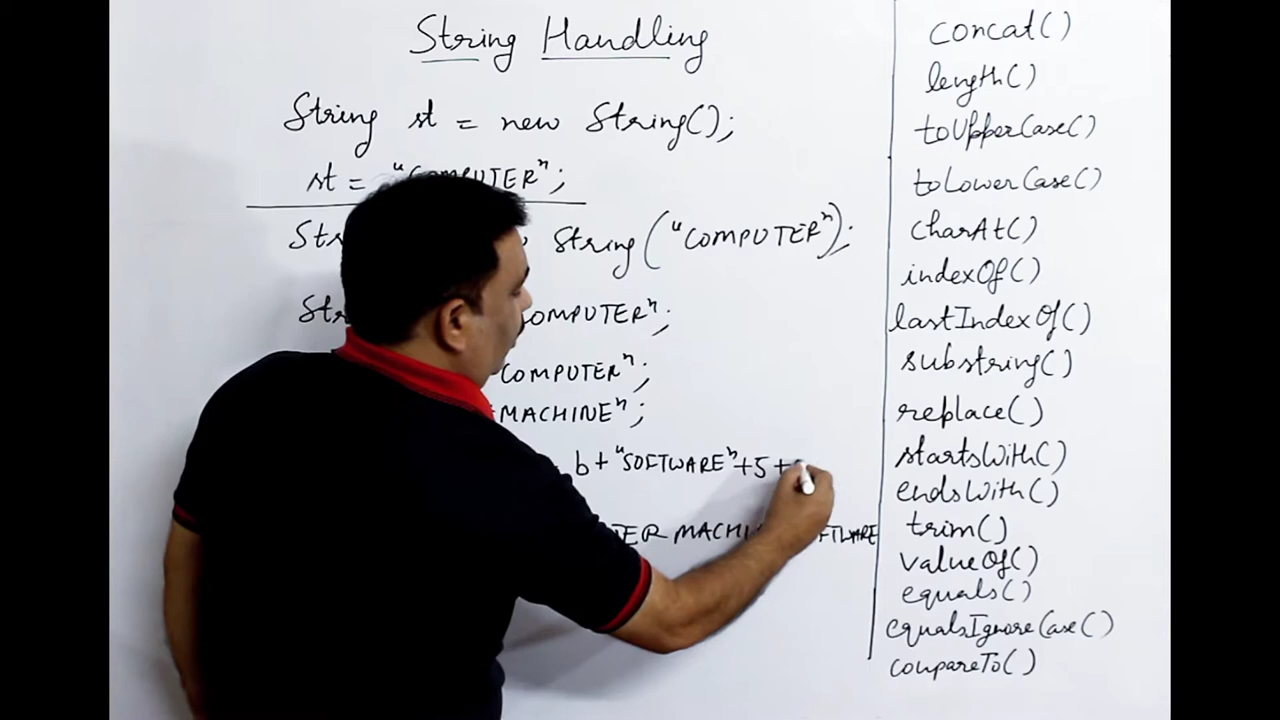 String Handling
String st = new String();
st = "COMPUTER";
String("COMPUTER");
COMPUTER";
COMPUTER";
MACHINE";
b + "SOFTWARE" + 5 +
MACHI
concat()
length()
toUpperCase()
toLowerCase()
charAt()
indexOf()
lastIndexOf()
substring()
replace()
startsWith()
endsWith()
trim()
valueOf()
equals()
equalsIgnoreCase()
compareTo()